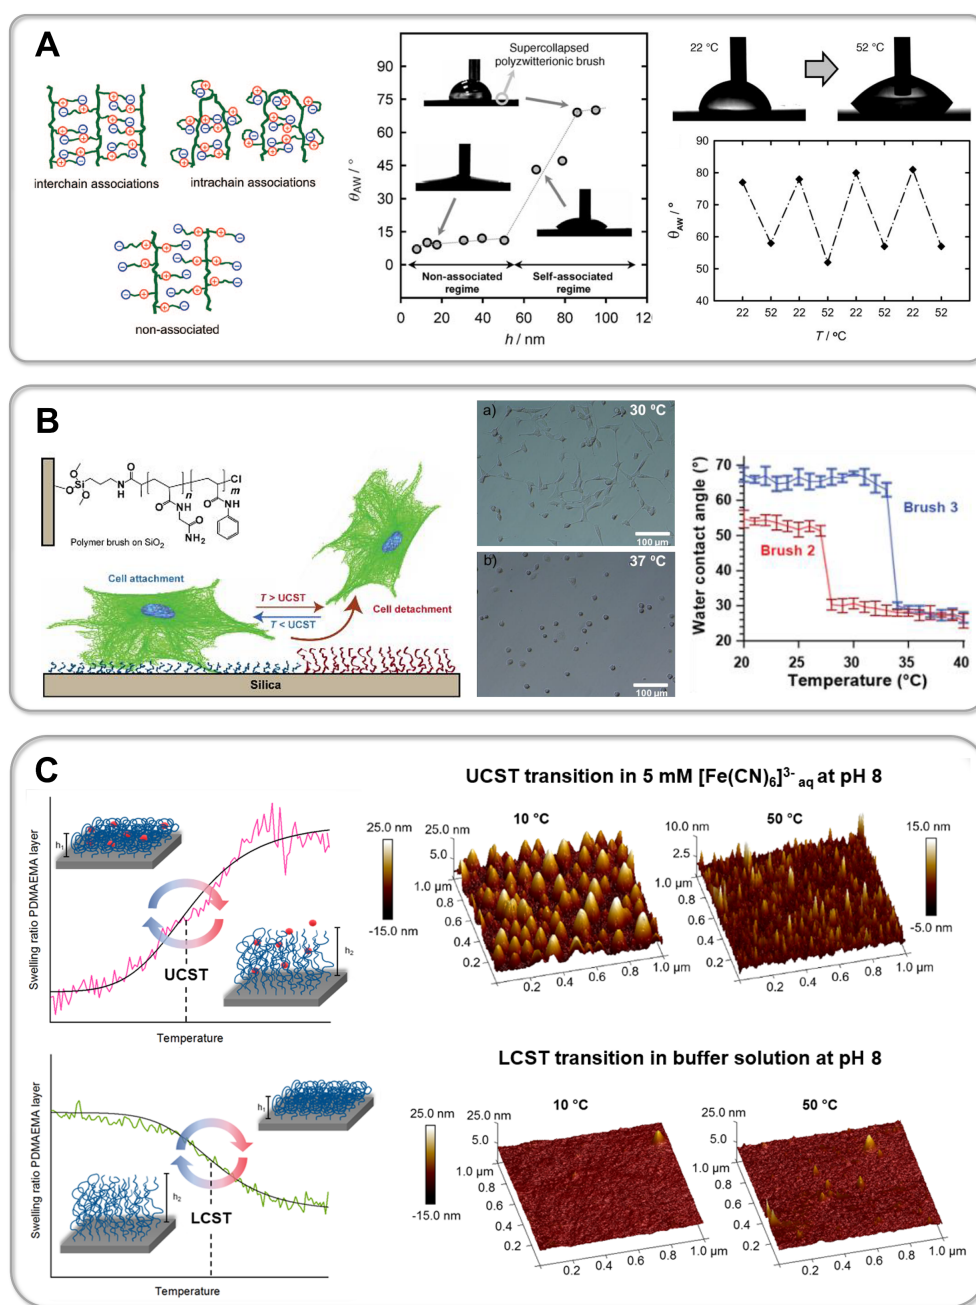 A
interchain associations
intrachain associations
non-associated
θAW / °
90
75
60
45
30
15
0
Supercollapsed
polyzwitterionic brush
Non-associated
regime
Self-associated
regime
0 20 40 60 80 100 120
h / nm
22 °C
52 °C
θAW / °
90
80
70
60
50
40
22 52 22 52 22 52 22 52
T / °C
B
Si
O
O
O
N
H
O
n
m
Cl
O
NH
O
NH
O
NH2
Polymer brush on SiO2
Cell attachment
T > UCST
T < UCST
Cell detachment
Silica
a)
30 °C
100 µm
b)
37 °C
100 µm
Water contact angle (°)
70
60
50
40
30
20
Brush 3
Brush 2
20 25 30 35 40
Temperature (°C)
C
UCST transition in 5 mM [Fe(CN)6]3- aq at pH 8
Swelling ratio PDMAEMA layer
h1
h2
UCST
Temperature
25.0 nm
-15.0 nm
10 °C
25.0 nm
5.0
1.0 µm
0.8
0.6
0.4
0.2
0.2 0.4 0.6 0.8 1.0 µm
50 °C
10.0 nm
2.5
1.0 µm
0.8
0.6
0.4
0.2
0.2 0.4 0.6 0.8 1.0 µm
15.0 nm
-5.0 nm
LCST transition in buffer solution at pH 8
Swelling ratio PDMAEMA layer
h1
h2
LCST
Temperature
25.0 nm
-15.0 nm
10 °C
25.0 nm
5.0
1.0 µm
0.8
0.6
0.4
0.2
0.2 0.4 0.6 0.8 1.0 µm
50 °C
25.0 nm
5.0
1.0 µm
0.8
0.6
0.4
0.2
0.2 0.4 0.6 0.8 1.0 µm